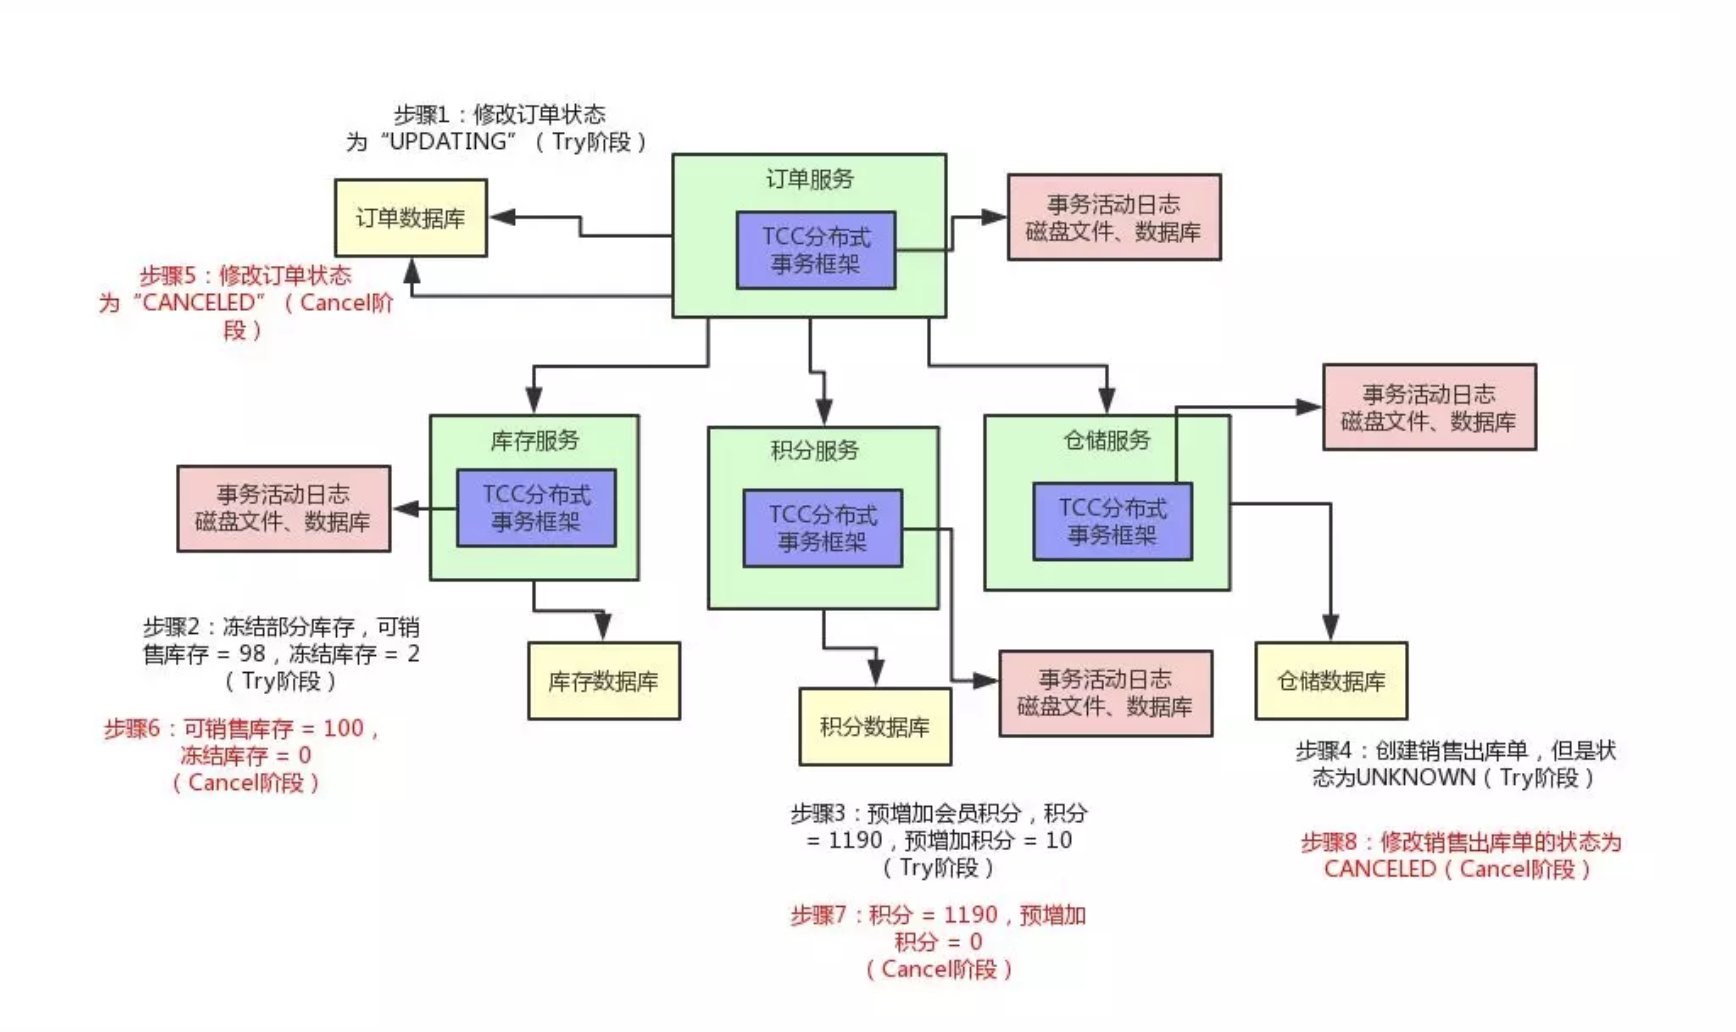 步骤1：修改订单状态
为“UPDATING”（Try阶段）
订单服务
TCC分布式
事务框架
订单数据库
事务活动日志
磁盘文件、数据库
步骤5：修改订单状态
为“CANCELED”（Cancel阶
段）
库存服务
TCC分布式
事务框架
事务活动日志
磁盘文件、数据库
积分服务
TCC分布式
事务框架
仓储服务
TCC分布式
事务框架
事务活动日志
磁盘文件、数据库
步骤2：冻结部分库存，可销
售库存 = 98，冻结库存 = 2
（Try阶段）
步骤6：可销售库存 = 100，
冻结库存 = 0
（Cancel阶段）
库存数据库
积分数据库
事务活动日志
磁盘文件、数据库
仓储数据库
步骤3：预增加会员积分，积分
= 1190，预增加积分 = 10
（Try阶段）
步骤7：积分 = 1190，预增加
积分 = 0
（Cancel阶段）
步骤4：创建销售出库单，但是状
态为UNKNOWN（Try阶段）
步骤8：修改销售出库单的状态为
CANCELED（Cancel阶段）